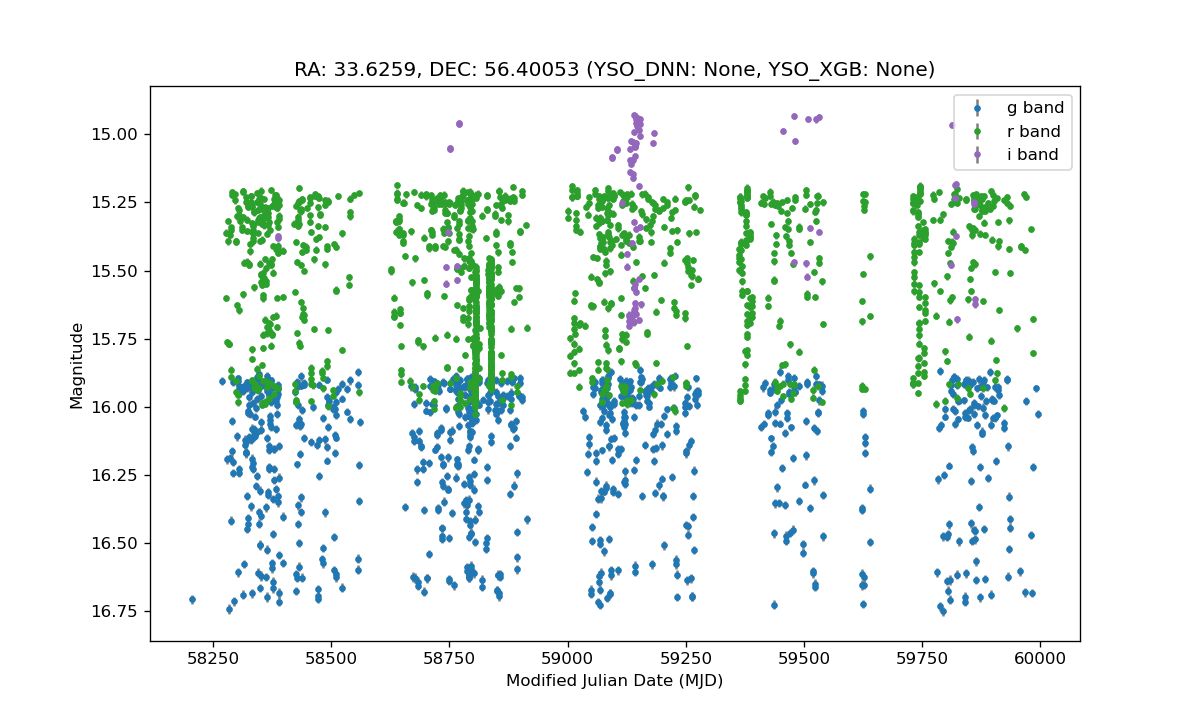 RA: 33.6259, DEC: 56.40053 (YSO_DNN: None, YSO_XGB: None)
g band
r band
i band
15.00
15.25
15.50
15.75
16.00
16.25
16.50
16.75
Magnitude
58250 58500 58750 59000 59250 59500 59750 60000
Modified Julian Date (MJD)